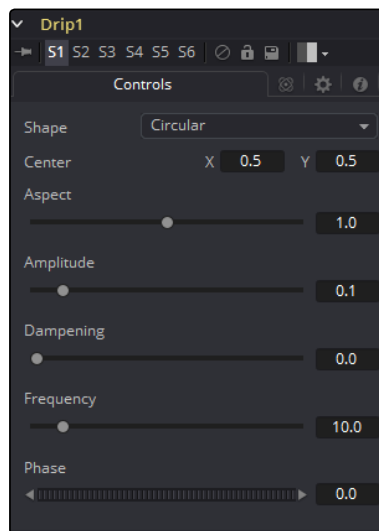 Drip1
S1 S2 S3 S4 S5 S6
Controls
Shape Circular
Center X 0.5 Y 0.5
Aspect
1.0
Amplitude
0.1
Dampening
0.0
Frequency
10.0
Phase
0.0